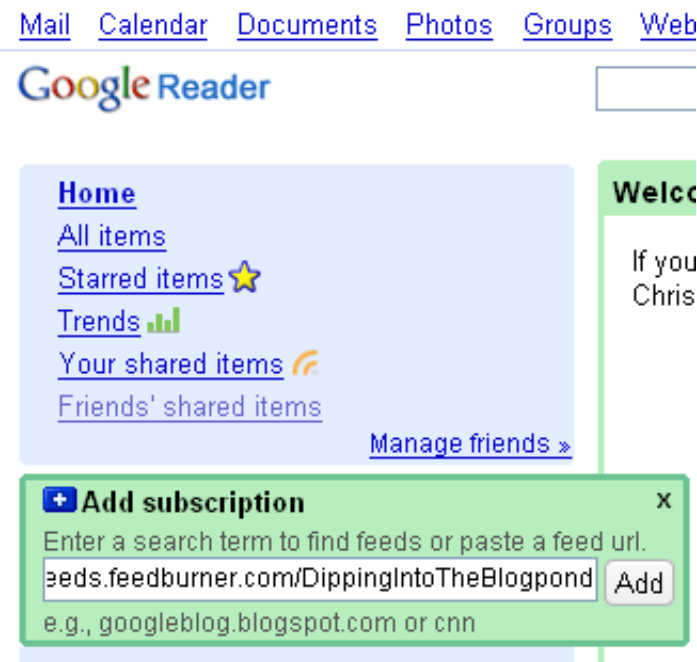 Mail Calendar Documents Photos Groups Web
Google Reader
Home
Welco
All items
Starred items
If you
Chris
Trends
Your shared items
Friends' shared items
Manage friends »
Add subscription x
Enter a search term to find feeds or paste a feed url.
eeds.feedburner.com/DippingIntoTheBlogpond Add
e.g., googleblog.blogspot.com or cnn